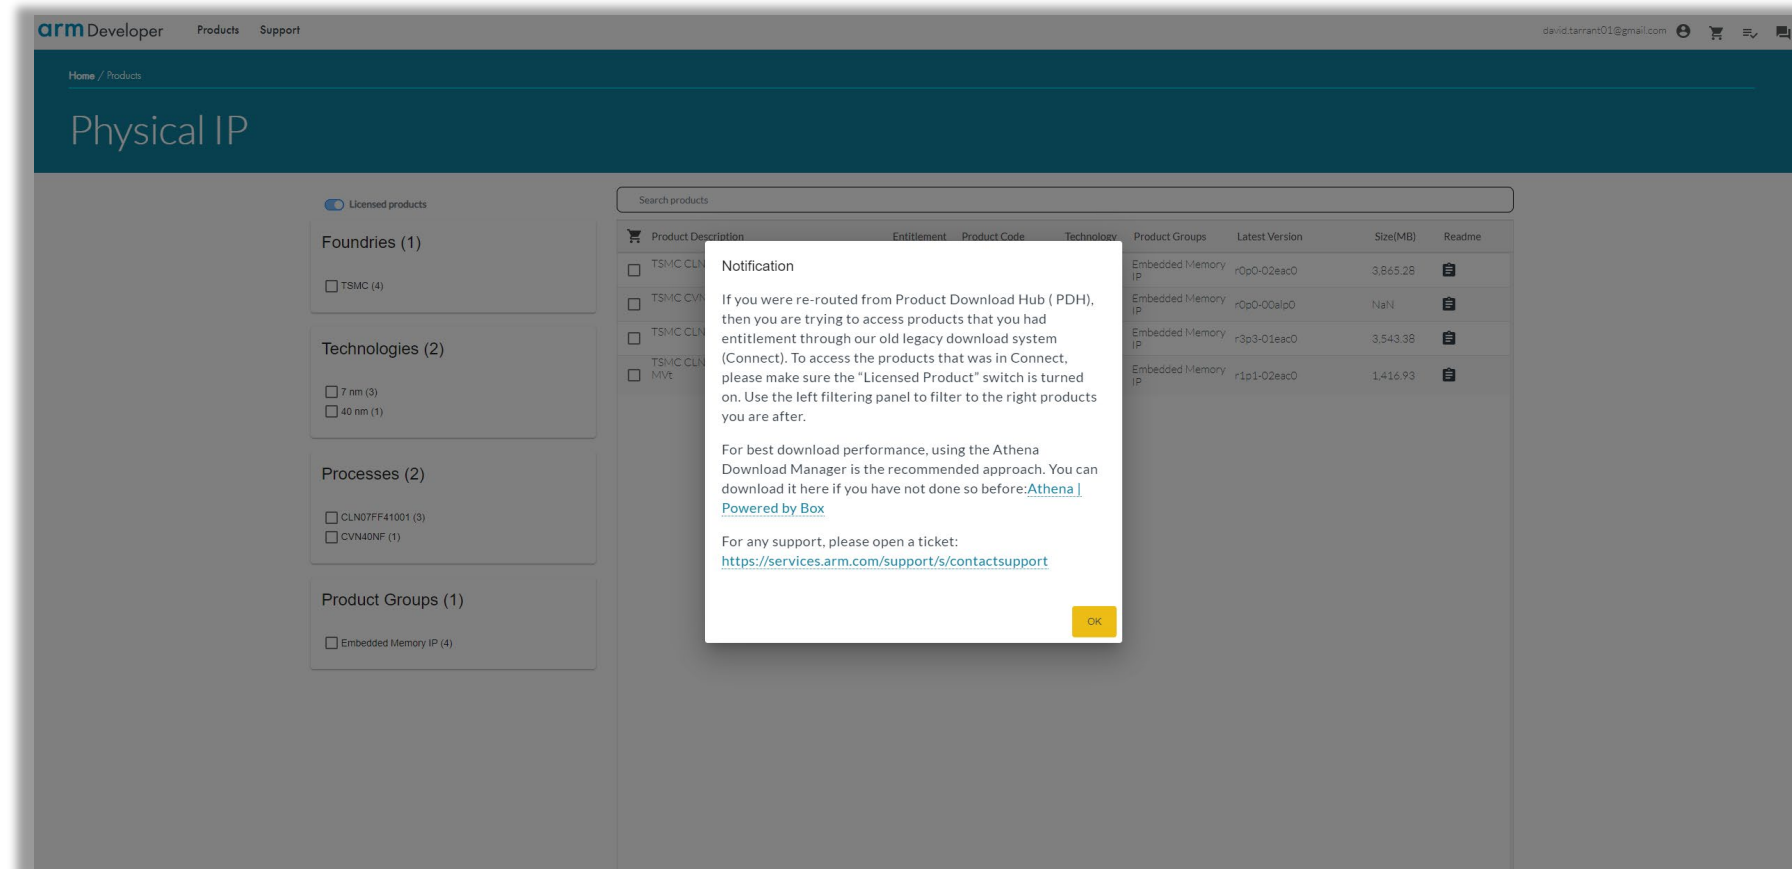 arm Developer Products Support david.tarrant01@gmail.com
Home / Products
Physical IP
Licensed products
Foundries (1)
TSMC (4)
Technologies (2)
7 nm (3)
40 nm (1)
Processes (2)
CLN07FF41001 (3)
CVN40NF (1)
Product Groups (1)
Embedded Memory IP (4)
Search products
Product Description Entitlement Product Code Technology Product Groups Latest Version Size(MB) Readme
TSMC CLN Embedded Memory IP r0p0-02eac0 3,865.28
TSMC CVN Embedded Memory IP r0p0-00alp0 NaN
TSMC CLN Embedded Memory IP r3p3-01eac0 3,543.38
TSMC CLN MVt Embedded Memory IP r1p1-02eac0 1,416.93
Notification
If you were re-routed from Product Download Hub ( PDH),
then you are trying to access products that you had
entitlement through our old legacy download system
(Connect). To access the products that was in Connect,
please make sure the “Licensed Product” switch is turned
on. Use the left filtering panel to filter to the right products
you are after.
For best download performance, using the Athena
Download Manager is the recommended approach. You can
download it here if you have not done so before:Athena |
Powered by Box
For any support, please open a ticket:
https://services.arm.com/support/s/contactsupport
OK